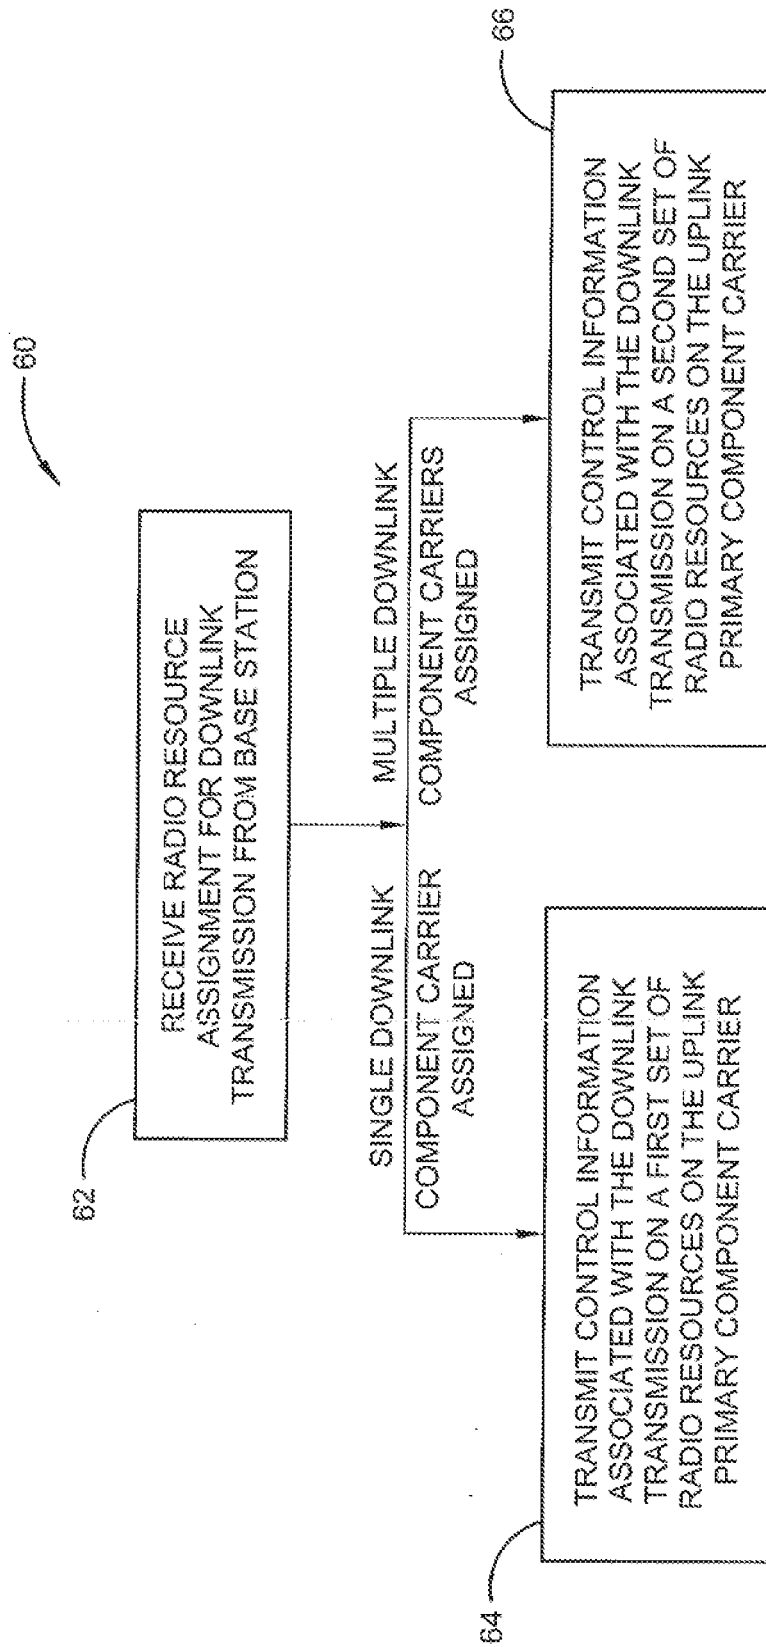 60
62
RECEIVE RADIO RESOURCE
ASSIGNMENT FOR DOWNLINK
TRANSMISSION FROM BASE STATION
SINGLE DOWNLINK
COMPONENT CARRIER
ASSIGNED
MULTIPLE DOWNLINK
COMPONENT CARRIERS
ASSIGNED
64
TRANSMIT CONTROL INFORMATION
ASSOCIATED WITH THE DOWNLINK
TRANSMISSION ON A FIRST SET OF
RADIO RESOURCES ON THE UPLINK
PRIMARY COMPONENT CARRIER
66
TRANSMIT CONTROL INFORMATION
ASSOCIATED WITH THE DOWNLINK
TRANSMISSION ON A SECOND SET OF
RADIO RESOURCES ON THE UPLINK
PRIMARY COMPONENT CARRIER